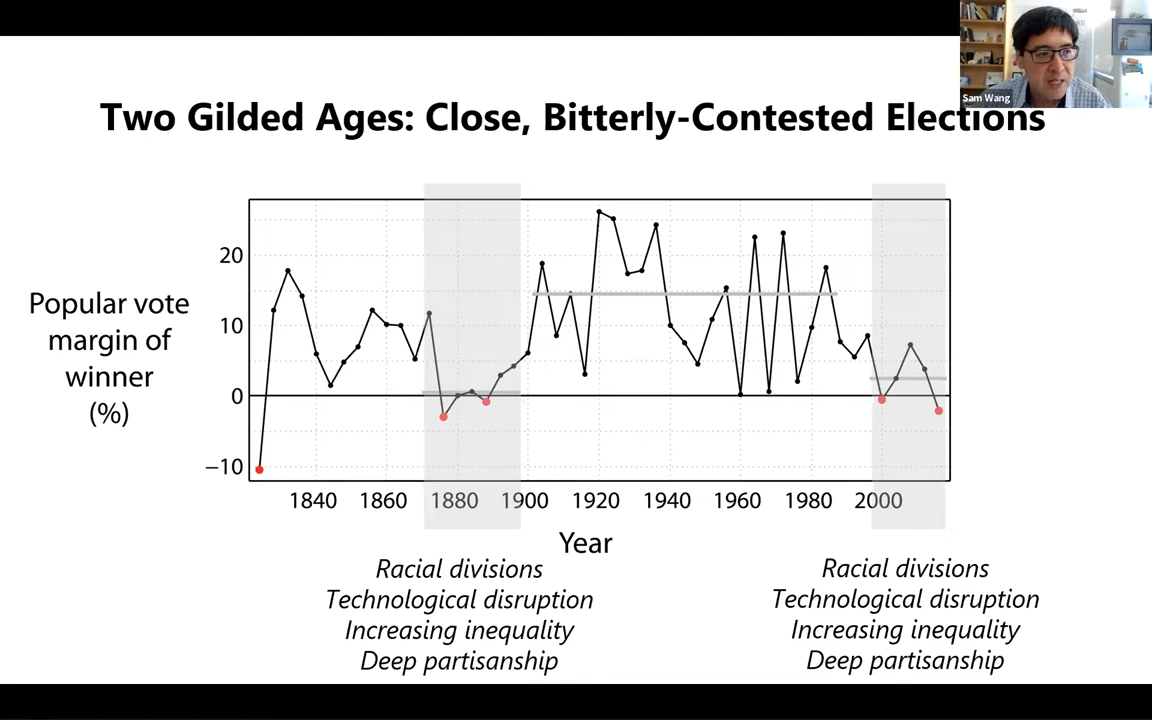 Sam Wang
Two Gilded Ages: Close, Bitterly-Contested Elections
Popular vote
margin of
winner
(%)
20
10
0
−10
1840 1860 1880 1900 1920 1940 1960 1980 2000
Year
Racial divisions
Technological disruption
Increasing inequality
Deep partisanship
Racial divisions
Technological disruption
Increasing inequality
Deep partisanship